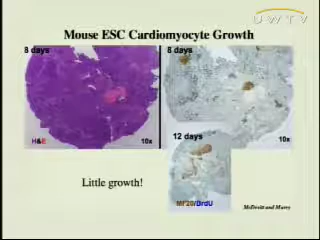 UWTV
Mouse ESC Cardiomyocyte Growth
8 days
8 days
H&E
10x
10x
12 days
MF20/BrdU
Little growth!
McDevitt and Murry